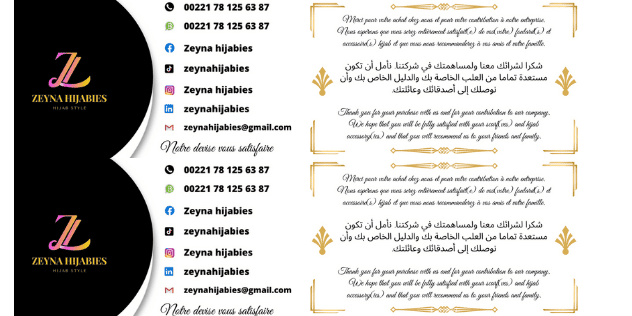 ZEYNA HIJABIES
HIJAB STYLE
00221 78 125 63 87
00221 78 125 63 87
Zeyna hijabies
zeynahijabies
Zeyna hijabies
zeynahijabies
zeynahijabies@gmail.com
Notre devise vous satisfaire
Merci pour votre achat chez nous et pour votre contribution à notre entreprise.
Nous espérons que vous serez entièrement satisfait(e) de vos(votre) foulard(s) et
accessoire(s) hijab et que vous nous recommanderez à vos amis et votre famille.
شكرا لشرائك معنا ولمساهمتك في شركتنا. نأمل أن تكون
مستعدة تماما من العلب الخاصة بك والدليل الخاص بك وأن
نوصلك إلى أصدقائك وعائلتك.
Thank you for your purchase with us and for your contribution to our company.
We hope that you will be fully satisfied with your scarf(ves) and hijab
accessory(ies) and that you will recommend us to your friends and family.
ZEYNA HIJABIES
HIJAB STYLE
00221 78 125 63 87
00221 78 125 63 87
Zeyna hijabies
zeynahijabies
Zeyna hijabies
zeynahijabies
zeynahijabies@gmail.com
Notre devise vous satisfaire
Merci pour votre achat chez nous et pour votre contribution à notre entreprise.
Nous espérons que vous serez entièrement satisfait(e) de vos(votre) foulard(s) et
accessoire(s) hijab et que vous nous recommanderez à vos amis et votre famille.
شكرا لشرائك معنا ولمساهمتك في شركتنا. نأمل أن تكون
مستعدة تماما من العلب الخاصة بك والدليل الخاص بك وأن
نوصلك إلى أصدقائك وعائلتك.
Thank you for your purchase with us and for your contribution to our company.
We hope that you will be fully satisfied with your scarf(ves) and hijab
accessory(ies) and that you will recommend us to your friends and family.